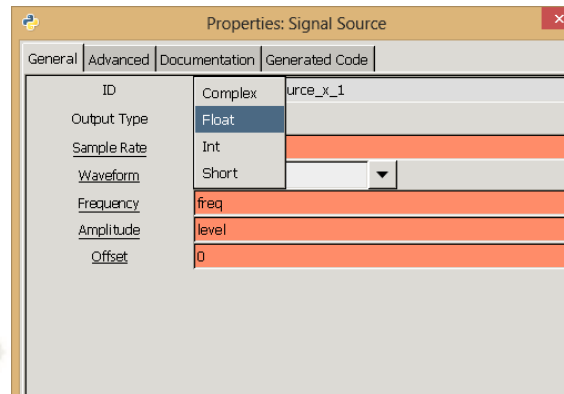 Properties: Signal Source
General Advanced Documentation Generated Code
ID urce_x_1
Output Type
Sample Rate
Waveform
Frequency freq
Amplitude level
Offset 0
Complex
Float
Int
Short